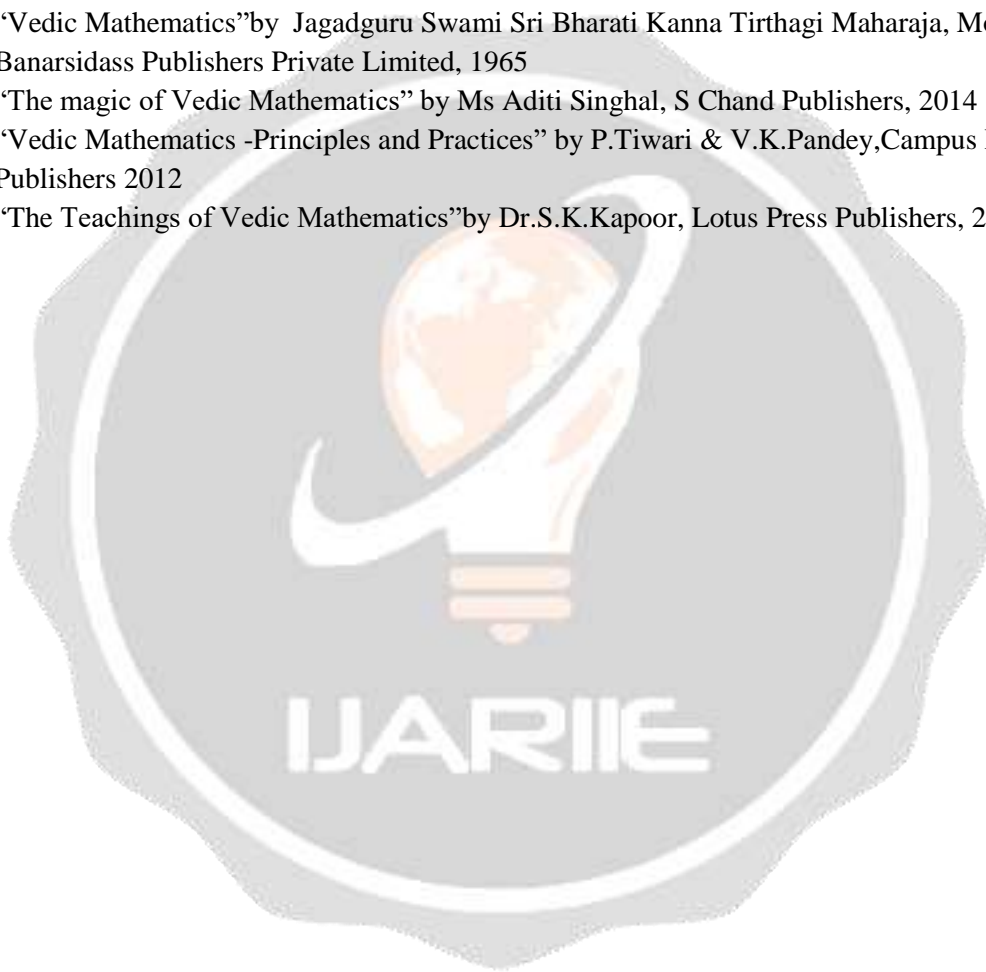 “Vedic Mathematics”by Jagadguru Swami Sri Bharati Kanna Tirthagi Maharaja,
Banarsidass Publishers Private Limited, 1965
“The magic of Vedic Mathematics” by Ms Aditi Singhal, S Chand Publishers, 2014
“Vedic Mathematics -Principles and Practices” by P.Tiwari & V.K.Pandey,Campus
Publishers 2012
“The Teachings of Vedic Mathematics”by Dr.S.K.Kapoor, Lotus Press Publishers,
IJARIIE